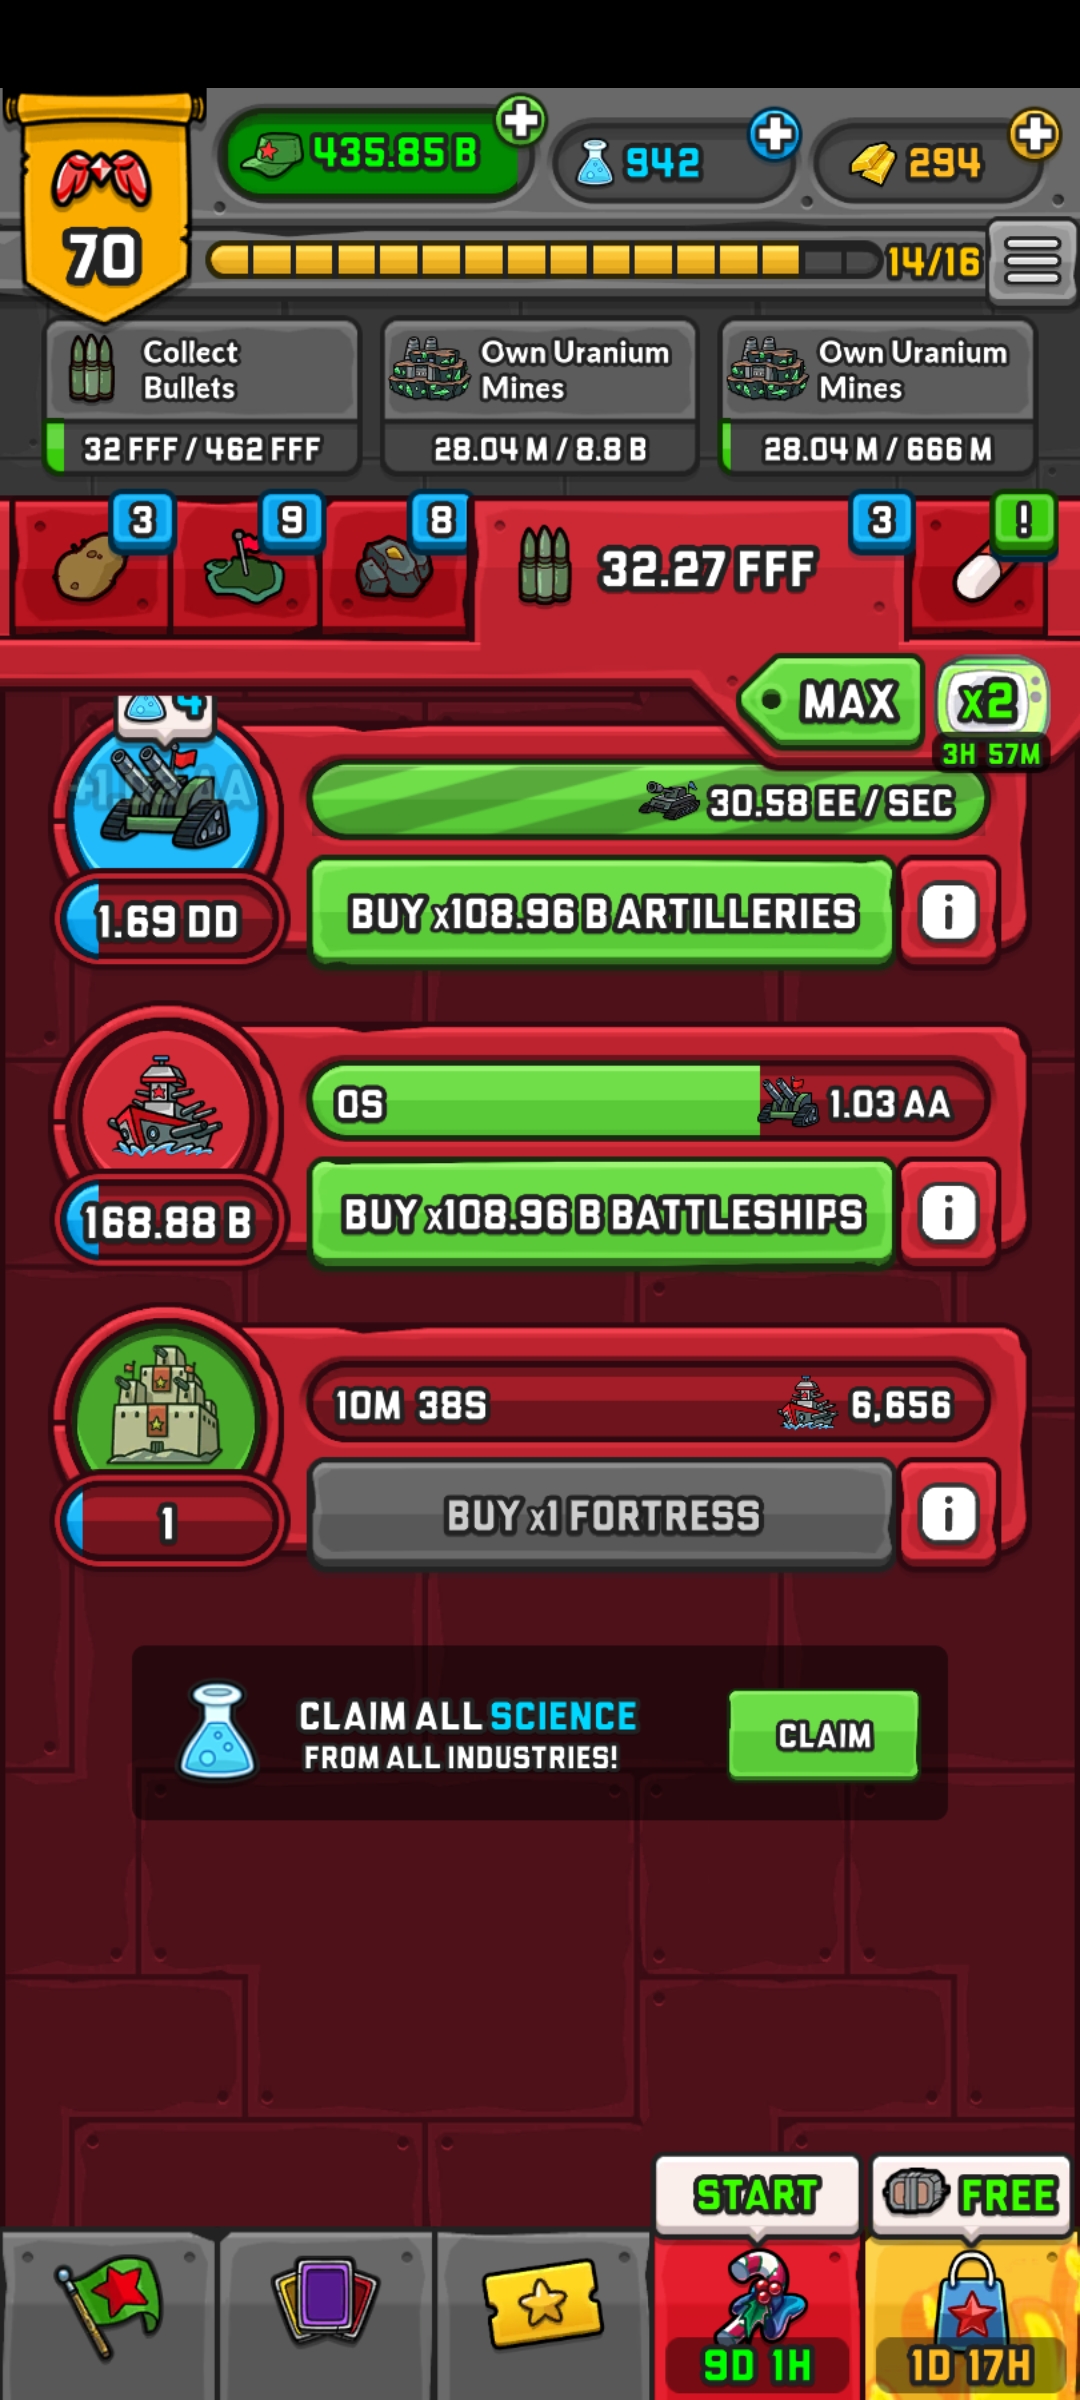 435.85 B
942
294
70
14/16
Collect
Bullets
Own Uranium
Mines
Own Uranium
Mines
32 FFF / 462 FFF
28.04 M / 8.8 B
28.04 M / 666 M
3
9
8
32.27 FFF
3
!
MAX
x2
3H 57M
4
30.58 EE / SEC
1.69 DD
BUY x108.96 B ARTILLERIES
i
0S
1.03 AA
168.88 B
BUY x108.96 B BATTLESHIPS
i
10M 38S
6,656
1
BUY x1 FORTRESS
i
CLAIM ALL SCIENCE
FROM ALL INDUSTRIES!
CLAIM
START
FREE
9D 1H
1D 17H